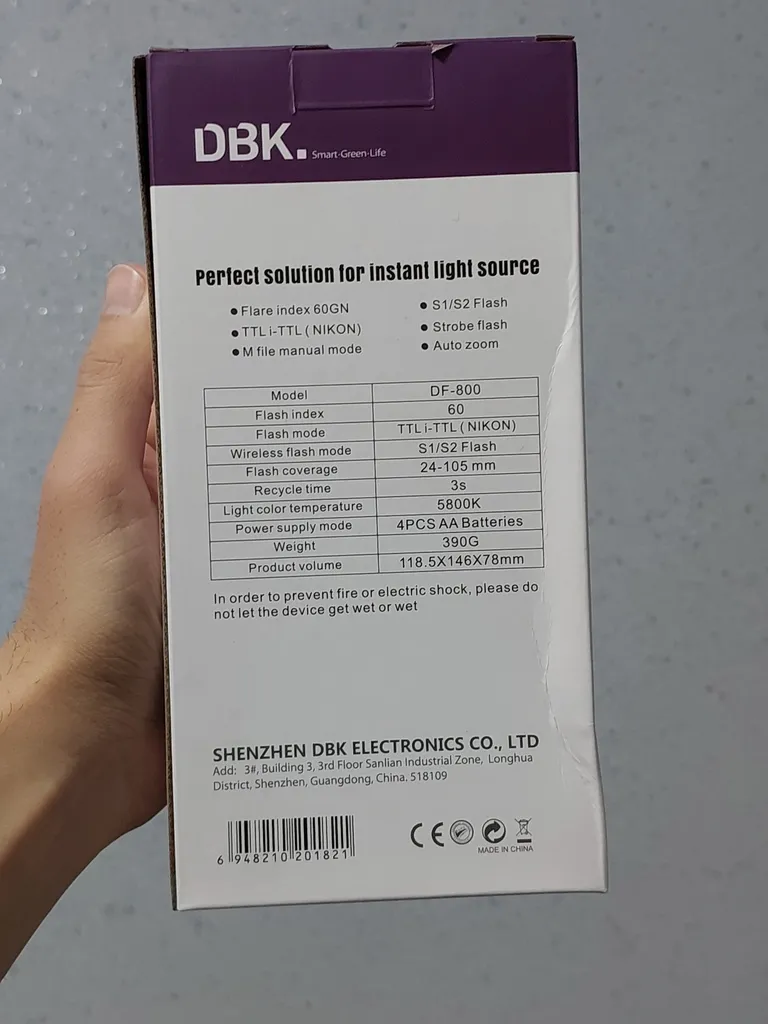 DBK.
Smart-Green-Life
Perfect solution for instant light source
● Flare index 60GN
● S1/S2 Flash
● TTL i-TTL ( NIKON)
● Strobe flash
● M file manual mode
● Auto zoom
Model DF-800
Flash index 60
Flash mode TTL i-TTL ( NIKON)
Wireless flash mode S1/S2 Flash
Flash coverage 24-105 mm
Recycle time 3s
Light color temperature 5800K
Power supply mode 4PCS AA Batteries
Weight 390G
Product volume 118.5X146X78mm
In order to prevent fire or electric shock, please do
not let the device get wet or wet
SHENZHEN DBK ELECTRONICS CO., LTD
Add: 3#, Building 3, 3rd Floor Sanlian Industrial Zone, Longhua
District, Shenzhen, Guangdong, China. 518109
6 948210 201821
CE
MADE IN CHINA